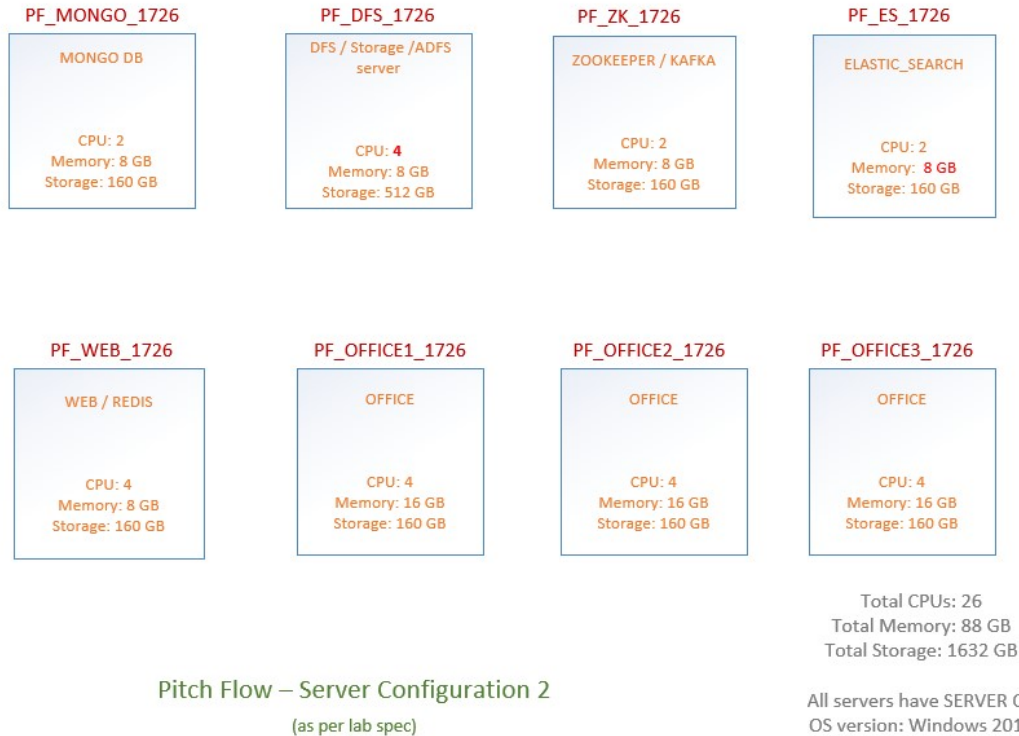 PF_MONGO_1726
MONGO DB
CPU: 2
Memory: 8 GB
Storage: 160 GB
PF_DFS_1726
DFS / Storage /ADFS
server
CPU: 4
Memory: 8 GB
Storage: 512 GB
PF_ZK_1726
ZOOKEEPER / KAFKA
CPU: 2
Memory: 8 GB
Storage: 160 GB
PF_ES_1726
ELASTIC_SEARCH
CPU: 2
Memory: 8 GB
Storage: 160 GB
PF_WEB_1726
WEB / REDIS
CPU: 4
Memory: 8 GB
Storage: 160 GB
PF_OFFICE1_1726
OFFICE
CPU: 4
Memory: 16 GB
Storage: 160 GB
PF_OFFICE2_1726
OFFICE
CPU: 4
Memory: 16 GB
Storage: 160 GB
PF_OFFICE3_1726
OFFICE
CPU: 4
Memory: 16 GB
Storage: 160 GB
Total CPUs: 26
Total Memory: 88 GB
Total Storage: 1632 GB
Pitch Flow – Server Configuration 2
(as per lab spec)
All servers have SERVER
OS version: Windows